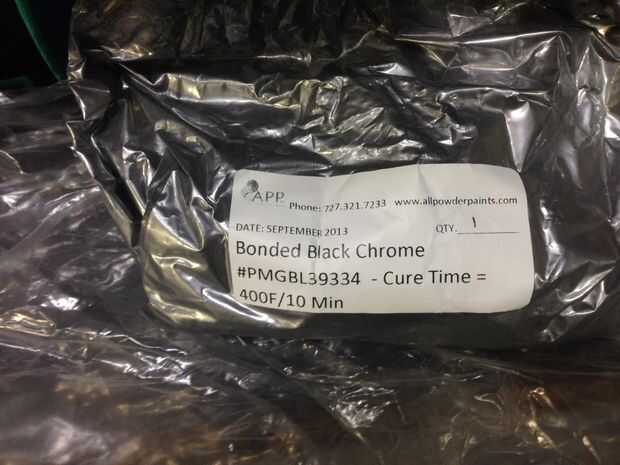 APP Phone: 727.321.7233 www.allpowderpaints.com
DATE: SEPTEMBER 2013 QTY. 1
Bonded Black Chrome
#PMGBL39334 - Cure Time =
400F/10 Min